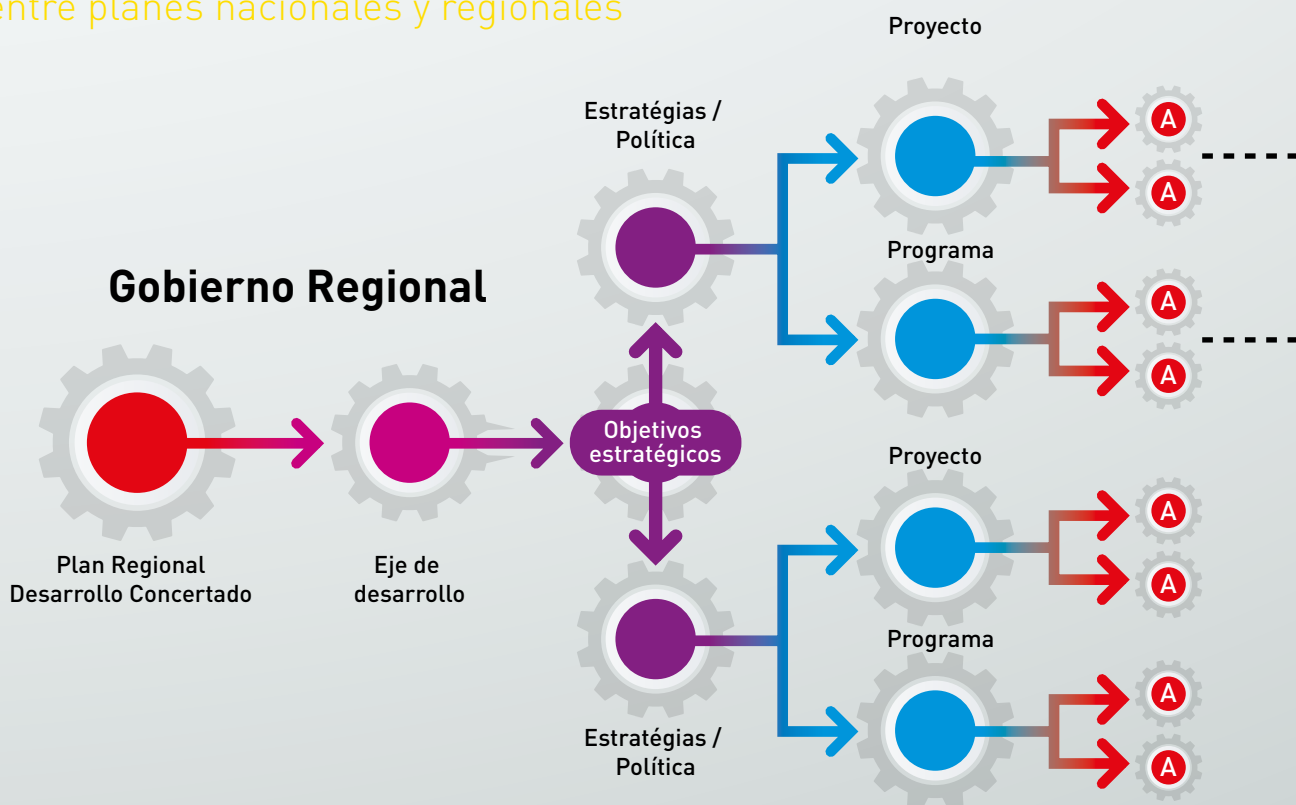 entre planes nacionales y regionales
Proyecto
Estratégias /
Política
A
A
Programa
Gobierno Regional
A
A
Objetivos
estratégicos
Proyecto
A
Plan Regional
Desarrollo Concertado
Eje de
desarrollo
A
Programa
A
Estratégias /
Política
A